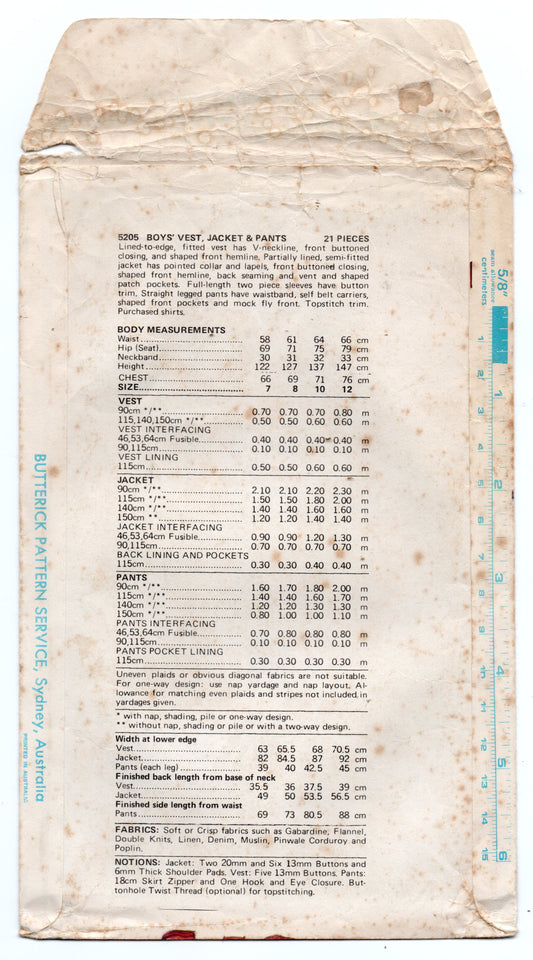 5205 BOYS' VEST, JACKET & PANTS 21 PIECES
Lined-to-edge, fitted vest has V-neckline, front buttoned
closing, and shaped front hemline. Partially lined, semi-fitted
jacket has pointed collar and lapels, front buttoned closing,
shaped front hemline, back seaming and vent and shaped
patch pockets. Full-length two piece sleeves have button
trim. Straight legged pants have waistband, self belt carriers,
shaped front pockets and mock fly front. Topstitch trim.
Purchased shirts.
BODY MEASUREMENTS
Waist 58 61 64 66 cm
Hip (Seat) 69 71 75 79 cm
Neckband 30 31 32 33 cm
Height 122 127 137 147 cm
CHEST 66 69 71 76 cm
SIZE 7 8 10 12
VEST
90cm */** 0.70 0.70 0.70 0.80 m
115,140,150cm */** 0.50 0.50 0.60 0.60 m
VEST INTERFACING
46,53,64cm Fusible 0.40 0.40 0.40 0.40 m
90,115cm 0.10 0.10 0.10 0.10 m
VEST LINING
115cm 0.50 0.50 0.60 0.60 m
JACKET
90cm */** 2.10 2.10 2.20 2.30 m
115cm */** 1.50 1.50 1.80 2.00 m
140cm */** 1.40 1.40 1.60 1.60 m
150cm ** 1.20 1.20 1.40 1.40 m
JACKET INTERFACING
46,53,64cm Fusible 0.90 0.90 1.20 1.30 m
90,115cm 0.70 0.70 0.70 0.70 m
BACK LINING AND POCKETS
115cm 0.30 0.30 0.40 0.40 m
PANTS
90cm */** 1.60 1.70 1.80 2.00 m
115cm */** 1.40 1.40 1.60 1.70 m
140cm */** 1.20 1.20 1.30 1.30 m
150cm */** 0.80 1.00 1.00 1.10 m
PANTS INTERFACING
46,53,64cm Fusible 0.70 0.80 0.80 0.80 m
90,115cm 0.10 0.10 0.10 0.10 m
PANTS POCKET LINING
115cm 0.30 0.30 0.30 0.30 m
Uneven plaids or obvious diagonal fabrics are not suitable.
For one-way design: use nap yardage and nap layout. Al-
lowance for matching even plaids and stripes not included in
yardages given.
* with nap, shading, pile or one-way design.
** without nap, shading or pile or with a two-way design.
Width at lower edge
Vest 63 65.5 68 70.5 cm
Jacket 82 84.5 87 92 cm
Pants (each leg) 39 40 42.5 45 cm
Finished back length from base of neck
Vest 35.5 36 37.5 39 cm
Jacket 49 50 53.5 56.5 cm
Finished side length from waist
Pants 69 73 80.5 88 cm
FABRICS: Soft or Crisp fabrics such as Gabardine, Flannel,
Double Knits, Linen, Denim, Muslin, Pinwale Corduroy and
Poplin.
NOTIONS: Jacket: Two 20mm and Six 13mm Buttons and
6mm Thick Shoulder Pads. Vest: Five 13mm Buttons. Pants:
18cm Skirt Zipper and One Hook and Eye Closure. But-
tonhole Twist Thread (optional) for topstitching.
BUTTERICK PATTERN SERVICE, Sydney, Australia
PRINTED IN AUSTRALIA
5/8"
seam allowance
centimeters
1 2 3 4 5 6 7 8 9 10 11 12 13 14 15
1 2 3 4 5 6